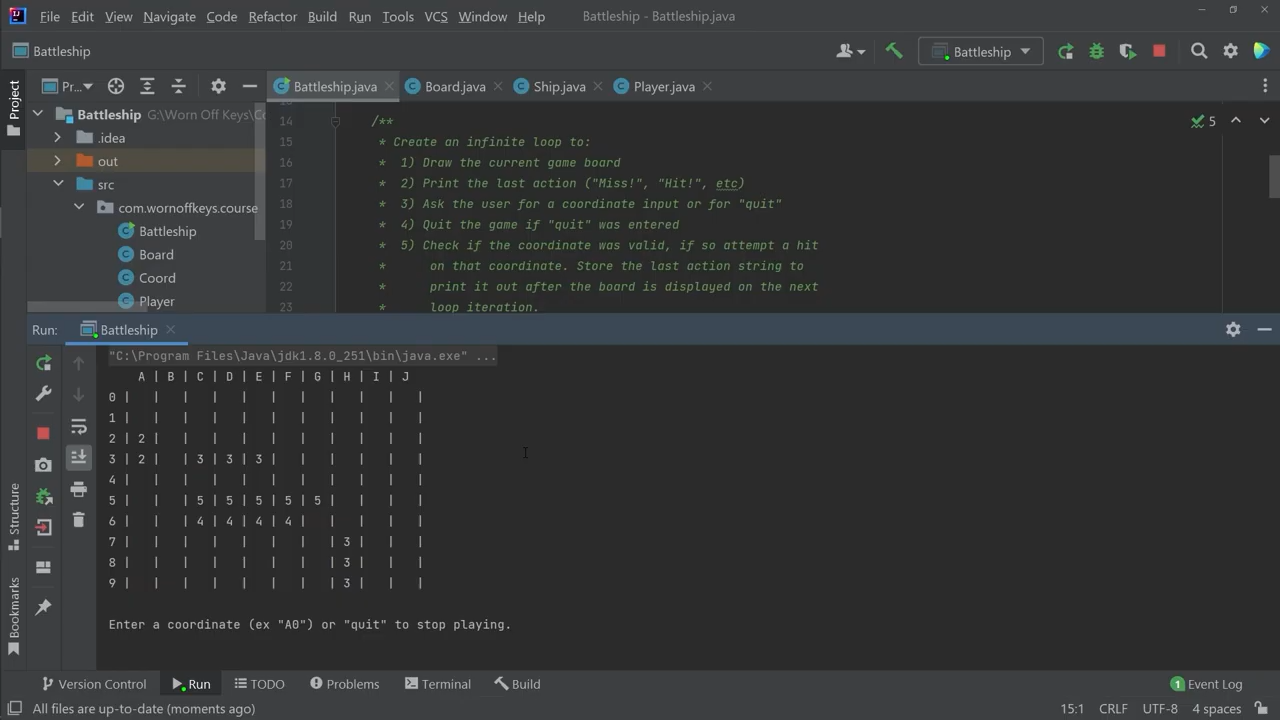 File Edit View Navigate Code Refactor Build Run Tools VCS Window Help Battleship - Battleship.java
Battleship Battleship
Project Pr... Battleship.java Board.java Ship.java Player.java
Battleship G:\Worn Off Keys\Co
.idea
out
src
com.wornoffkeys.course
Battleship
Board
Coord
Player
14 /**
15 * Create an infinite loop to:
16 * 1) Draw the current game board
17 * 2) Print the last action ("Miss!", "Hit!", etc)
18 * 3) Ask the user for a coordinate input or for "quit"
19 * 4) Quit the game if "quit" was entered
20 * 5) Check if the coordinate was valid, if so attempt a hit
21 * on that coordinate. Store the last action string to
22 * print it out after the board is displayed on the next
23 * loop iteration.
5
Run: Battleship
"C:\Program Files\Java\jdk1.8.0_251\bin\java.exe" ...
A | B | C | D | E | F | G | H | I | J
0 |   |   |   |   |   |   |   |   |   |   |
1 |   |   |   |   |   |   |   |   |   |   |
2 | 2 |   |   |   |   |   |   |   |   |   |
3 | 2 |   | 3 | 3 | 3 |   |   |   |   |   |
4 |   |   |   |   |   |   |   |   |   |   |
5 |   |   | 5 | 5 | 5 | 5 | 5 |   |   |   |
6 |   |   | 4 | 4 | 4 | 4 |   |   |   |   |
7 |   |   |   |   |   |   |   | 3 |   |   |
8 |   |   |   |   |   |   |   | 3 |   |   |
9 |   |   |   |   |   |   |   | 3 |   |   |
Enter a coordinate (ex "A0") or "quit" to stop playing.
Structure
Bookmarks
Version Control Run TODO Problems Terminal Build 1 Event Log
All files are up-to-date (moments ago) 15:1 CRLF UTF-8 4 spaces